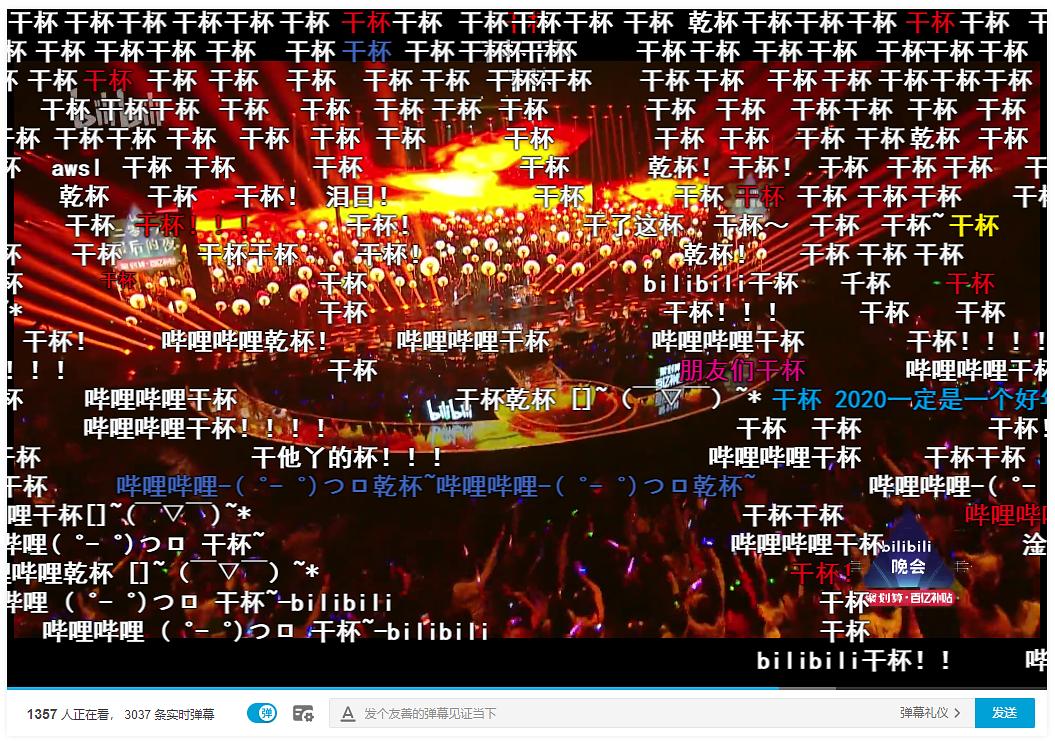 干杯 干杯 干杯干杯干杯 干杯干杯 干杯 干杯干杯 干杯 乾杯干杯干杯 干杯干杯
干杯 干杯干杯 干杯 干杯 干杯 干杯 干杯干杯 干杯干杯 干杯干杯 干杯干杯干杯
干杯 干杯 干杯 干杯 干杯 干杯 干杯 干杯干杯 干杯干杯 干杯干杯 干杯干杯干杯
bilibili
干杯 干杯干杯 干杯 干杯 干杯 干杯 干杯 干杯 干杯 干杯干杯 干杯 干杯
干杯 干杯干杯 干杯 干杯 干杯 干杯 干杯 干杯 干杯 干杯 干杯乾杯 干杯
awsl 干杯 干杯 干杯 干杯 乾杯! 干杯! 干杯 干杯 干杯
乾杯 干杯 干杯! 泪目! 干杯 干杯 干杯 干杯 干杯干杯
干杯 干杯!!! 干杯! 干了这杯 干杯～ 干杯 干杯~ 干杯
干杯 干杯干杯 干杯! 乾杯! 干杯 干杯 干杯
干杯 干杯 bilibili干杯 千杯 干杯
* 干杯 干杯!!! 干杯 干杯
干杯! 哔哩哔哩乾杯! 哔哩哔哩干杯 哔哩哔哩干杯 干杯!!!!
!!! 干杯 朋友们干杯 哔哩哔哩干杯
哔哩哔哩干杯 干杯乾杯 []~(￣▽￣)~* 干杯 2020一定是一个好年
bilibili
哔哩哔哩干杯!!!! 干杯 干杯 干杯!
干杯 干他丫的杯!!! 哔哩哔哩干杯 干杯干杯
干杯 哔哩哔哩-(゜-゜)つロ乾杯~哔哩哔哩-(゜-゜)つロ乾杯~ 哔哩哔哩-(゜-
哩干杯[]~(￣▽￣)~* 干杯干杯 哔哩哔
哔哩(゜-゜)つロ 干杯~ 哔哩哔哩干杯
bilibili
晚会
哩哔哩乾杯 []~(￣▽￣)~* 干杯!
聚划算·百亿补贴
哔哩 (゜-゜)つロ 干杯~-bilibili 干杯
哔哩哔哩 (゜-゜)つロ 干杯~-bilibili 干杯
bilibili干杯!! 哔
1357 人正在看， 3037 条实时弹幕 弹 A 发个友善的弹幕见证当下 弹幕礼仪 > 发送